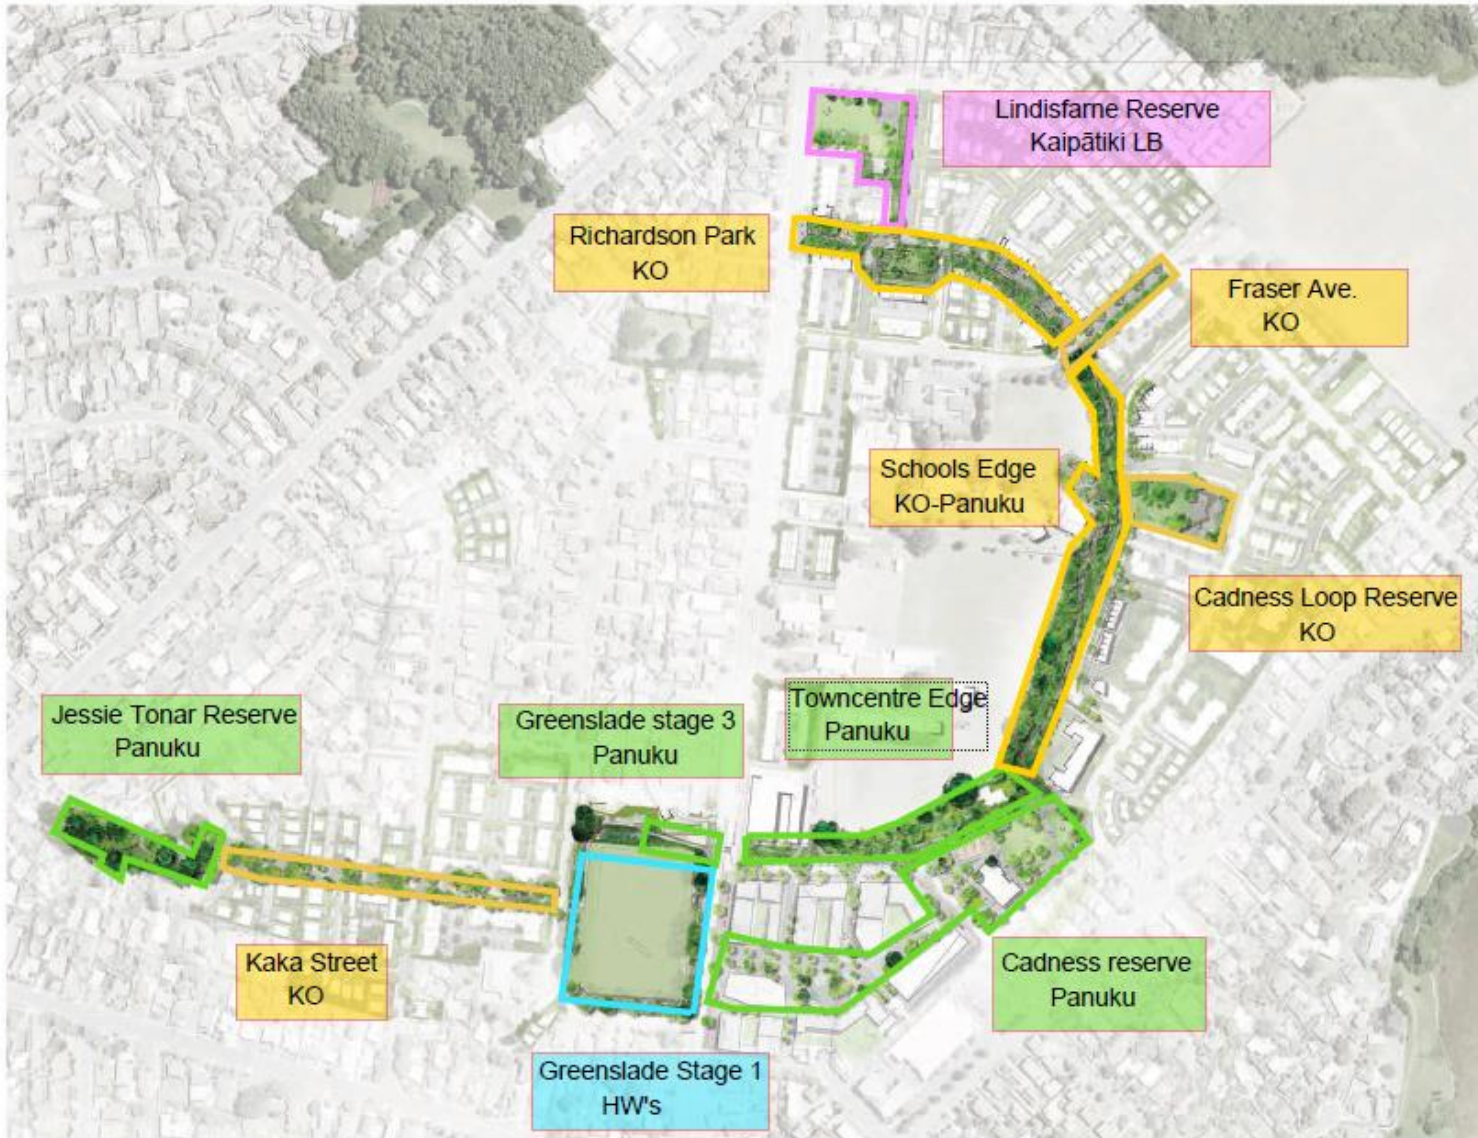 Lindisfarne Reserve
Kaipātiki LB
Richardson Park
KO
Fraser Ave.
KO
Schools Edge
KO-Panuku
Cadness Loop Reserve
KO
Towncentre Edge
Panuku
Jessie Tonar Reserve
Panuku
Greenslade stage 3
Panuku
Kaka Street
KO
Cadness reserve
Panuku
Greenslade Stage 1
HW's